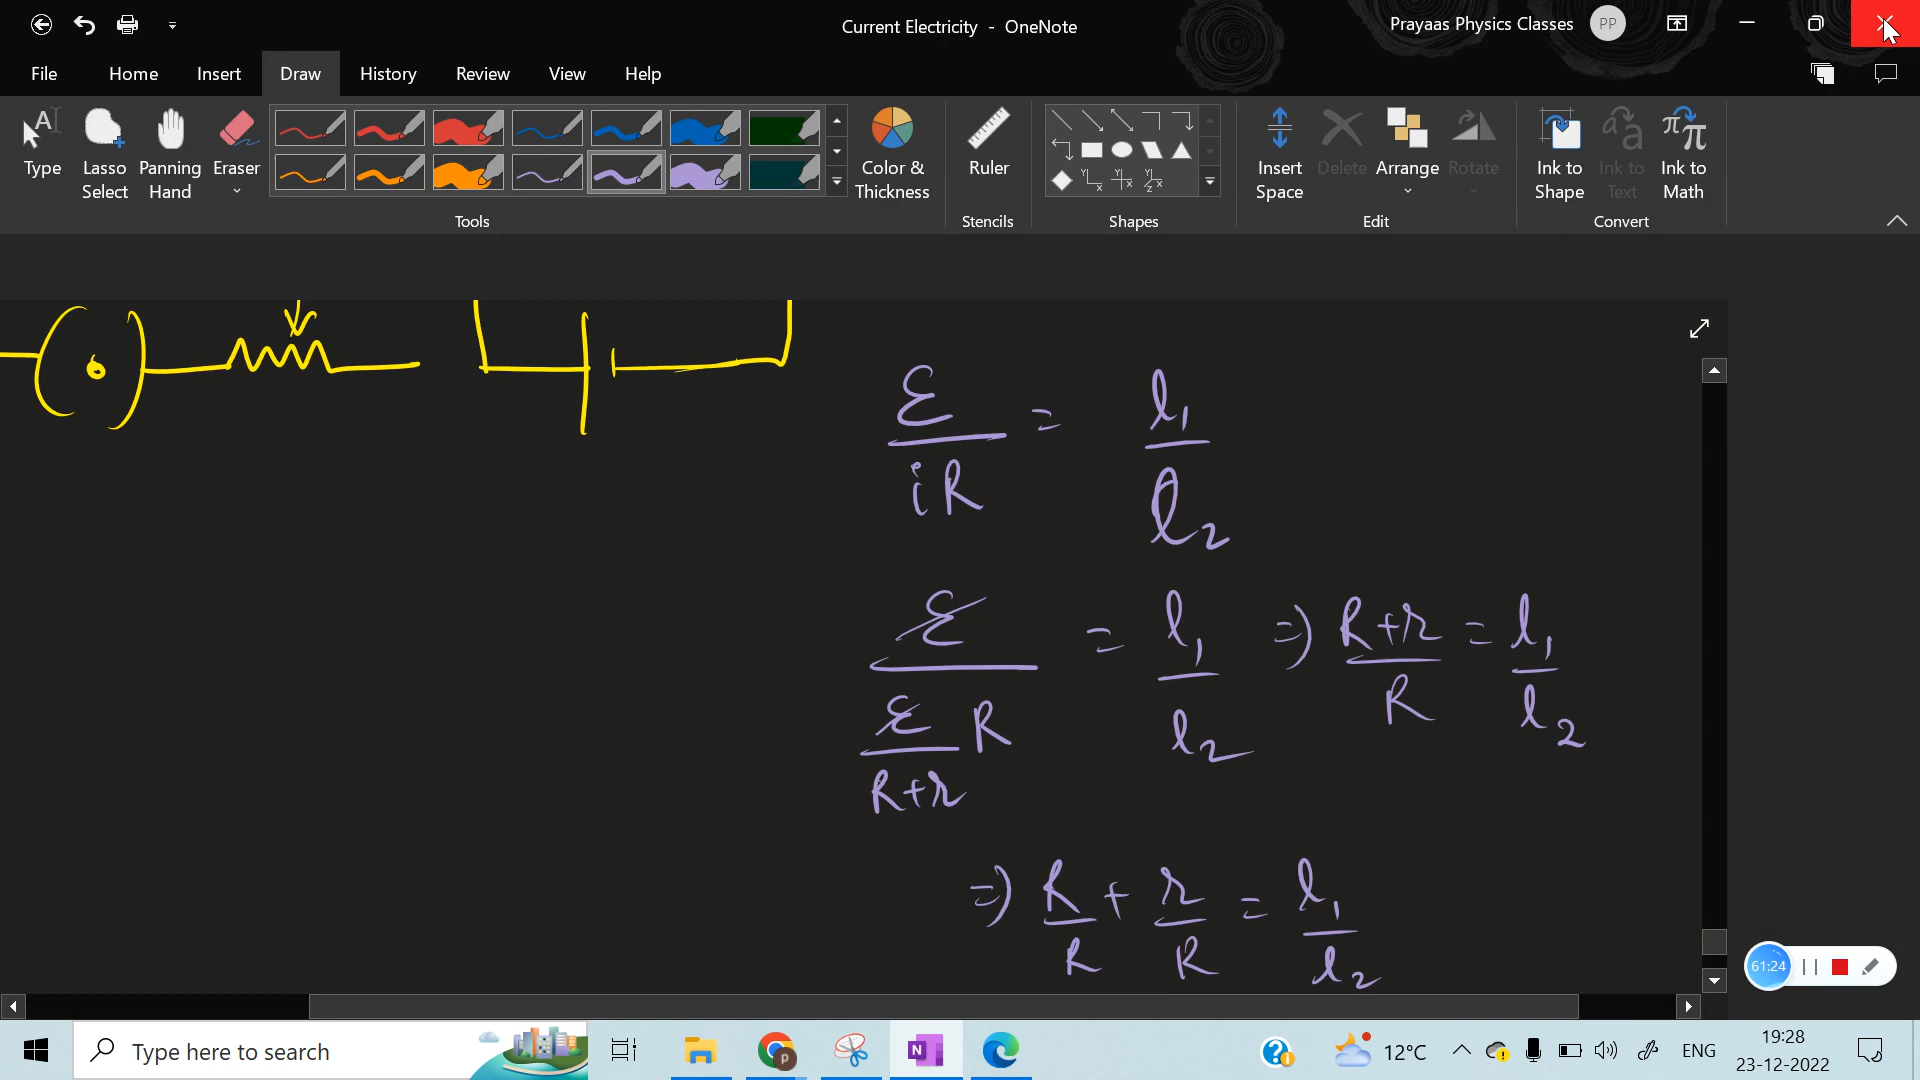 Current Electricity - OneNote
Prayaas Physics Classes PP
File Home Insert Draw History Review View Help
Type
Lasso Select
Panning Hand
Eraser
Color & Thickness
Ruler
Insert Space
Delete
Arrange
Rotate
Ink to Shape
Ink to Text
Ink to Math
Tools
Stencils
Shapes
Edit
Convert
ε/iR = l₁/l₂
ε/(ε/(R+r) R) = l₁/l₂ ⇒ (R+r)/R = l₁/l₂
⇒ R/R + r/R = l₁/l₂
61:24
Type here to search
12°C
ENG
19:28
23-12-2022